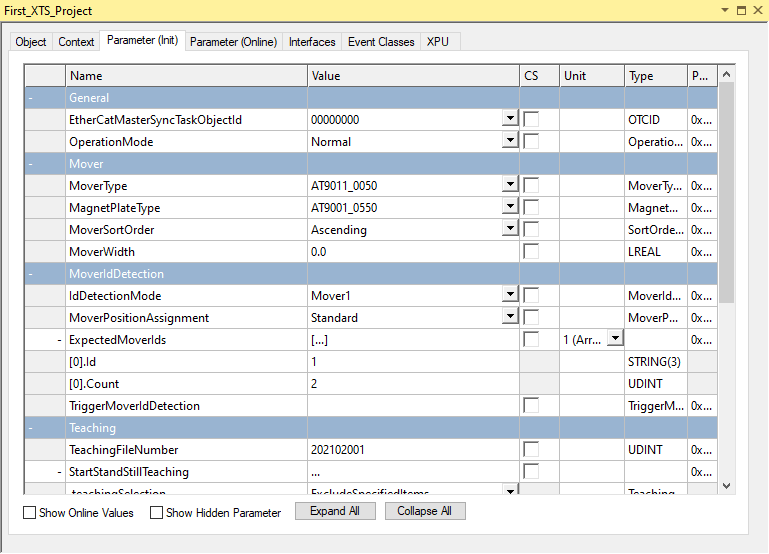 First_XTS_Project
Object Context Parameter (Init) Parameter (Online) Interfaces Event Classes XPU
Name Value CS Unit Type P...
- General
EtherCatMasterSyncTaskObjectId 00000000 OTCID 0x...
OperationMode Normal Operatio... 0x...
- Mover
MoverType AT9011_0050 MoverTy... 0x...
MagnetPlateType AT9001_0550 Magnet... 0x...
MoverSortOrder Ascending SortOrde... 0x...
MoverWidth 0.0 LREAL 0x...
- MoverIdDetection
IdDetectionMode Mover1 MoverId... 0x...
MoverPositionAssignment Standard MoverP... 0x...
- ExpectedMoverIds [...] 1 (Arr... 0x...
[0].Id 1 STRING(3)
[0].Count 2 UDINT
TriggerMoverIdDetection TriggerM... 0x...
- Teaching
TeachingFileNumber 202102001 UDINT 0x...
- StartStandStillTeaching ... 0x...
.teachingSelection ExcludeSpecifiedItems Teaching
Show Online Values Show Hidden Parameter Expand All Collapse All